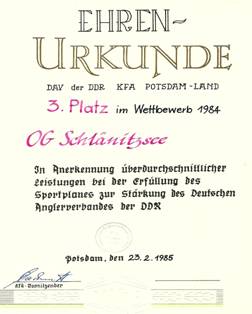 EHREN-
URKUNDE
DAV der DDR KFA POTSDAM-LAND
3. Platz im Wettbewerb 1984
OG Schlänitzsee
In Anerkennung überdurchschnittlicher
Leistungen bei der Erfüllung des
Sportplanes zur Stärkung des Deutschen
Anglerverbandes der DDR
Potsdam, den 23.2.1985
KFA-Vorsitzender